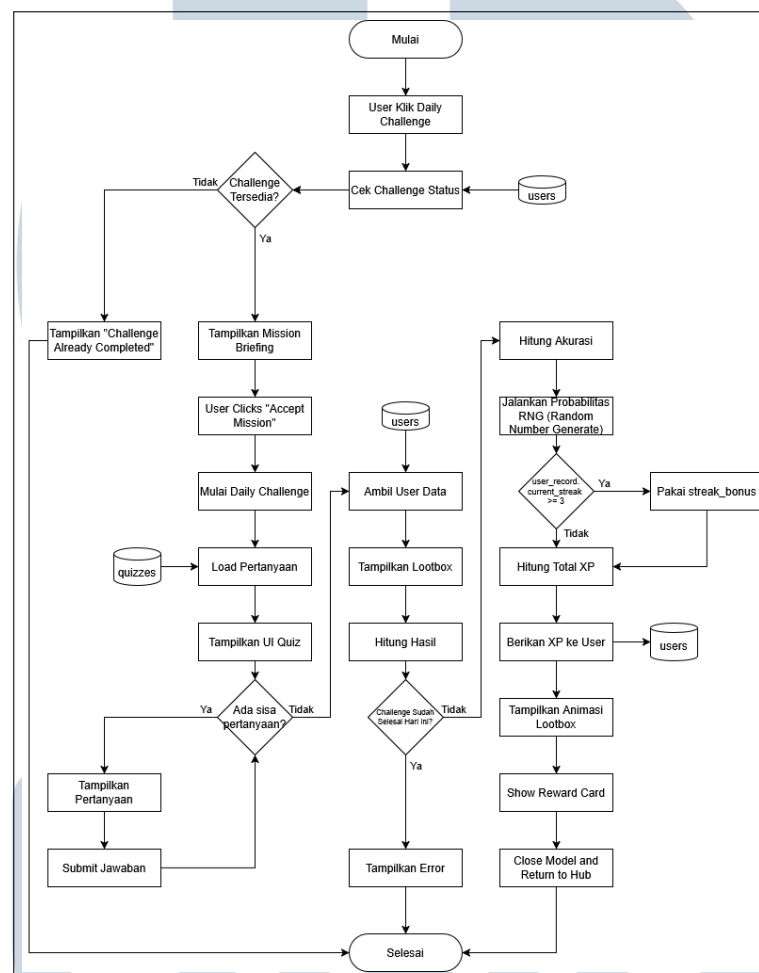 Mulai
User Klik Daily
Challenge
Cek Challenge Status
users
Challenge
Tersedia?
Tidak
Ya
Tampilkan "Challenge
Already Completed"
Tampilkan Mission
Briefing
User Clicks "Accept
Mission"
Mulai Daily Challenge
quizzes
Load Pertanyaan
Tampilkan UI Quiz
Ada sisa
pertanyaan?
Ya
Tidak
Tampilkan
Pertanyaan
Submit Jawaban
users
Ambil User Data
Tampilkan Lootbox
Hitung Hasil
Challenge Sudah
Selesai Hari Ini?
Tidak
Ya
Tampilkan Error
Hitung Akurasi
Jalankan Probabilitas
RNG (Random
Number Generate)
user_record.
current_streak
>= 3
Ya
Tidak
Pakai streak_bonus
Hitung Total XP
Berikan XP ke User
users
Tampilkan Animasi
Lootbox
Show Reward Card
Close Model and
Return to Hub
Selesai